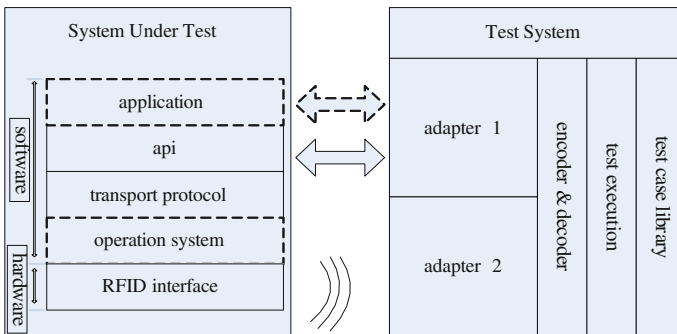 System Under Test
application
api
transport protocol
operation system
RFID interface
software
hardware
Test System
adapter 1
adapter 2
encoder & decoder
test execution
test case library